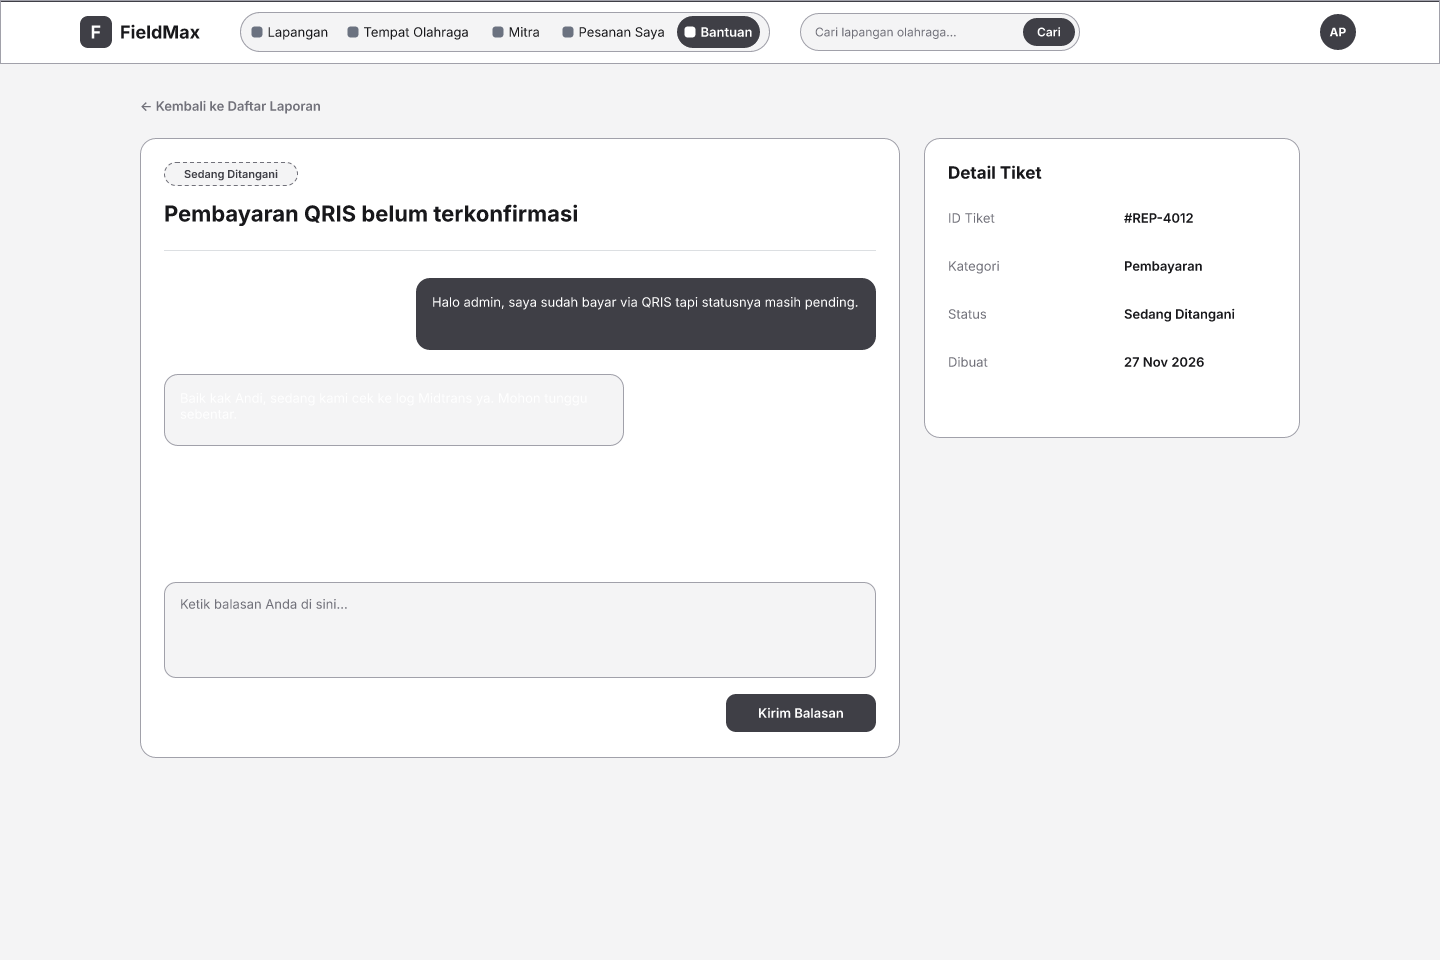 F FieldMax
Lapangan
Tempat Olahraga
Mitra
Pesanan Saya
Bantuan
Cari lapangan olahraga...
Cari
AP
← Kembali ke Daftar Laporan
Sedang Ditangani
Pembayaran QRIS belum terkonfirmasi
Halo admin, saya sudah bayar via QRIS tapi statusnya masih pending.
Baik kak Andi, sedang kami cek ke log Midtrans ya. Mohon tunggu
sebentar.
Ketik balasan Anda di sini...
Kirim Balasan
Detail Tiket
ID Tiket #REP-4012
Kategori Pembayaran
Status Sedang Ditangani
Dibuat 27 Nov 2026